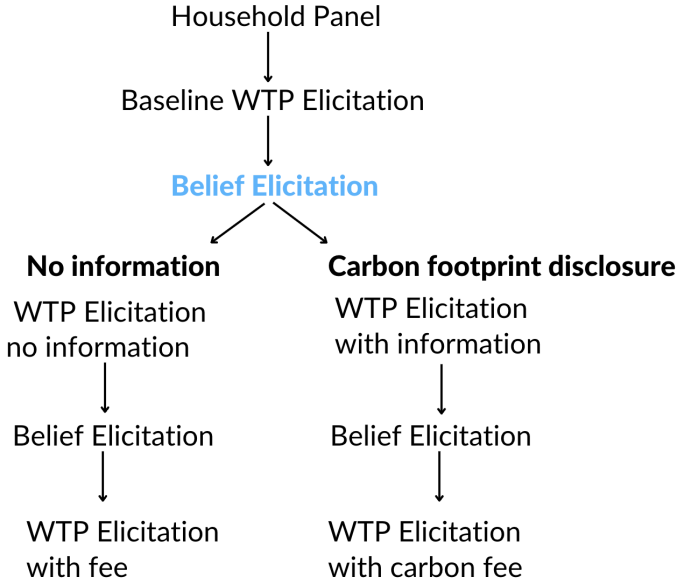 Household Panel
Baseline WTP Elicitation
Belief Elicitation
No information
WTP Elicitation
no information
Belief Elicitation
WTP Elicitation
with fee
Carbon footprint disclosure
WTP Elicitation
with information
Belief Elicitation
WTP Elicitation
with carbon fee